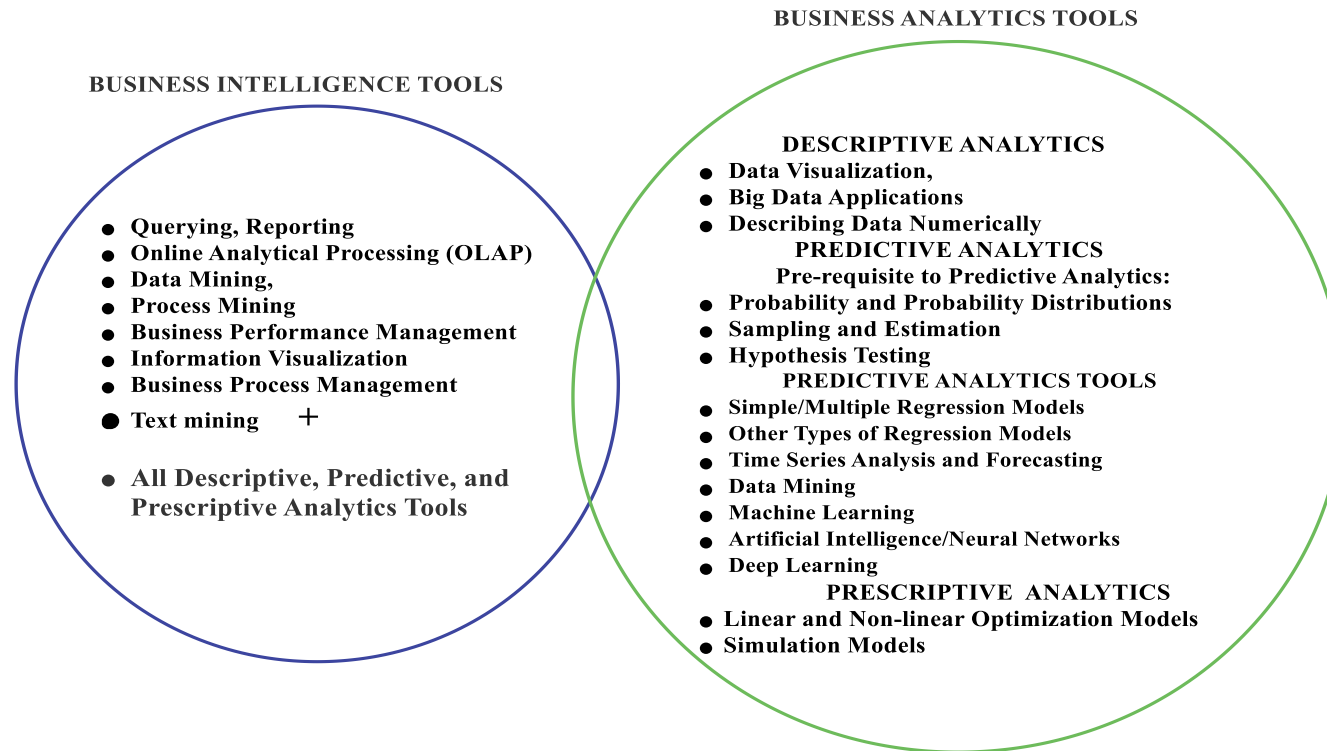 BUSINESS ANALYTICS TOOLS
BUSINESS INTELLIGENCE TOOLS
● Querying, Reporting
● Online Analytical Processing (OLAP)
● Data Mining,
● Process Mining
● Business Performance Management
● Information Visualization
● Business Process Management
● Text mining +
● All Descriptive, Predictive, and
Prescriptive Analytics Tools
DESCRIPTIVE ANALYTICS
● Data Visualization,
● Big Data Applications
● Describing Data Numerically
PREDICTIVE ANALYTICS
Pre-requisite to Predictive Analytics:
● Probability and Probability Distributions
● Sampling and Estimation
● Hypothesis Testing
PREDICTIVE ANALYTICS TOOLS
● Simple/Multiple Regression Models
● Other Types of Regression Models
● Time Series Analysis and Forecasting
● Data Mining
● Machine Learning
● Artificial Intelligence/Neural Networks
● Deep Learning
PRESCRIPTIVE ANALYTICS
● Linear and Non-linear Optimization Models
● Simulation Models